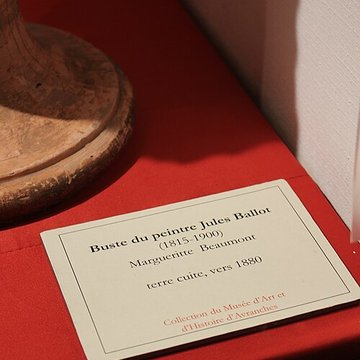 Buste du peintre Jules Ballot
(1815-1900)
Margueritte Beaumont
terre cuite, vers 1880
Collection du Musée d'Art et
d'Histoire d'Avranches